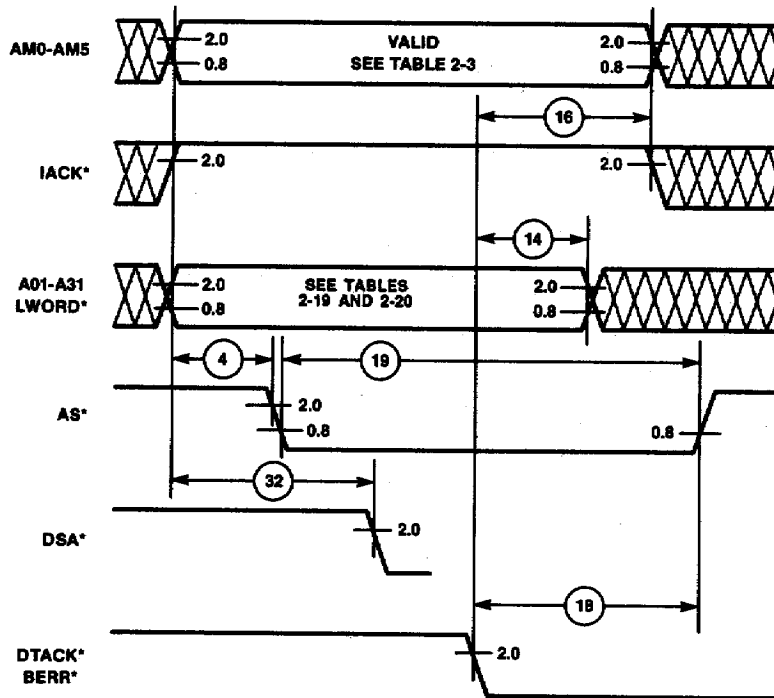 AM0-AM5
2.0
0.8
VALID
SEE TABLE 2-3
2.0
0.8
16
IACK*
2.0
2.0
14
A01-A31
LWORD*
2.0
0.8
SEE TABLES
2-19 AND 2-20
2.0
0.8
4
19
AS*
2.0
0.8
0.8
32
DSA*
2.0
18
DTACK*
BERR*
2.0